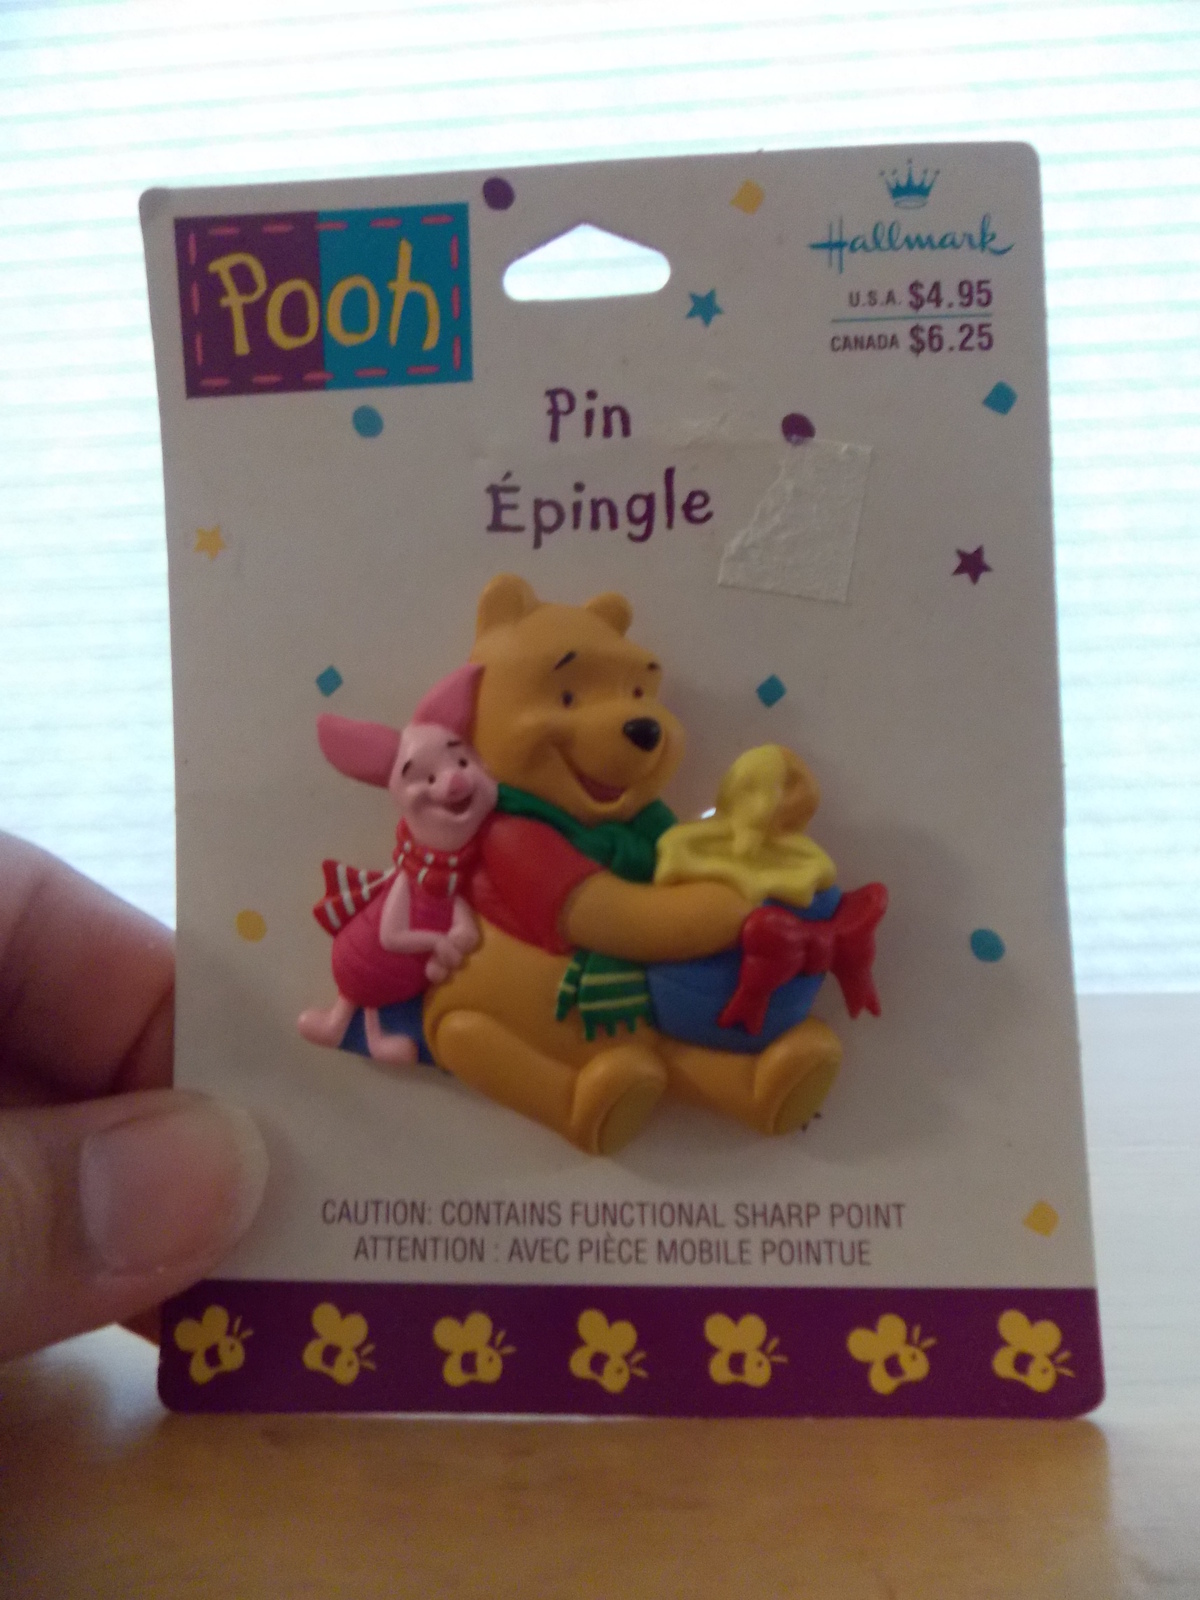 Pooh
Hallmark
U.S.A. $4.95
CANADA $6.25
Pin
Épingle
CAUTION: CONTAINS FUNCTIONAL SHARP POINT
ATTENTION : AVEC PIÈCE MOBILE POINTUE